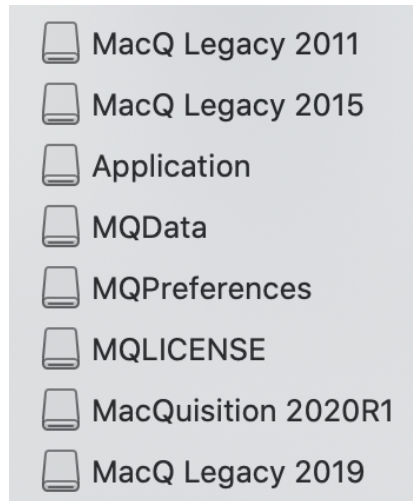 MacQ Legacy 2011
MacQ Legacy 2015
Application
MQData
MQPreferences
MQLICENSE
MacQuisition 2020R1
MacQ Legacy 2019